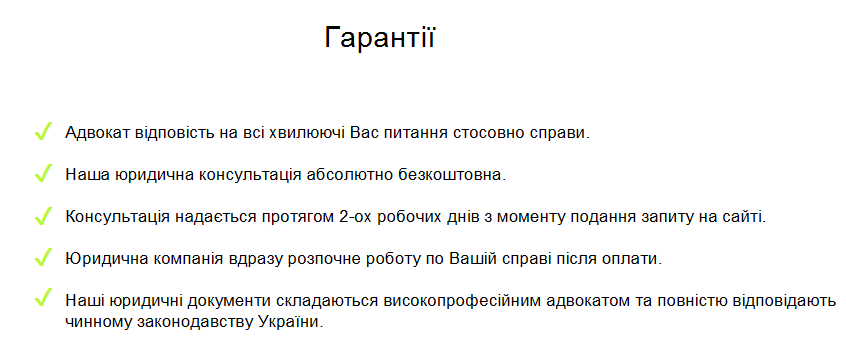 Гарантії
Адвокат відповість на всі хвилюючі Вас питання стосовно справи.
Наша юридична консультація абсолютно безкоштовна.
Консультація надається протягом 2-ох робочих днів з моменту подання запиту на сайті.
Юридична компанія вдразу розпочне роботу по Вашій справі після оплати.
Наші юридичні документи складаються високопрофесійним адвокатом та повністю відповідають
чинному законодавству України.